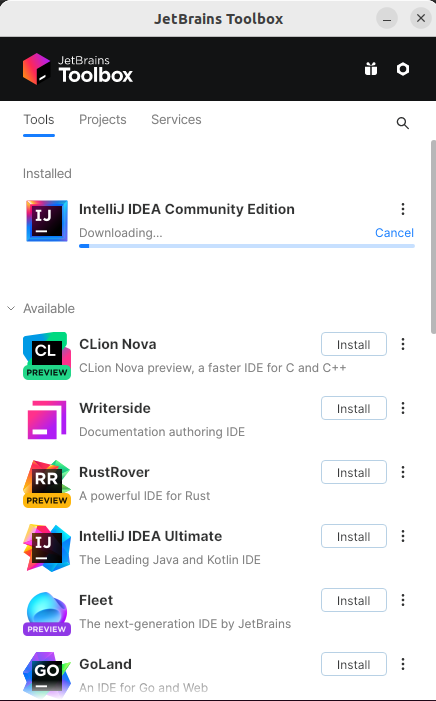 JetBrains Toolbox
JetBrains
Toolbox
Tools Projects Services
Installed
IJ
IntelliJ IDEA Community Edition
Downloading... Cancel
Available
CL
PREVIEW
CLion Nova Install
CLion Nova preview, a faster IDE for C and C++
Writerside Install
Documentation authoring IDE
RR
PREVIEW
RustRover Install
A powerful IDE for Rust
IJ
IntelliJ IDEA Ultimate Install
The Leading Java and Kotlin IDE
PREVIEW
Fleet Install
The next-generation IDE by JetBrains
GO
GoLand Install
An IDE for Go and Web